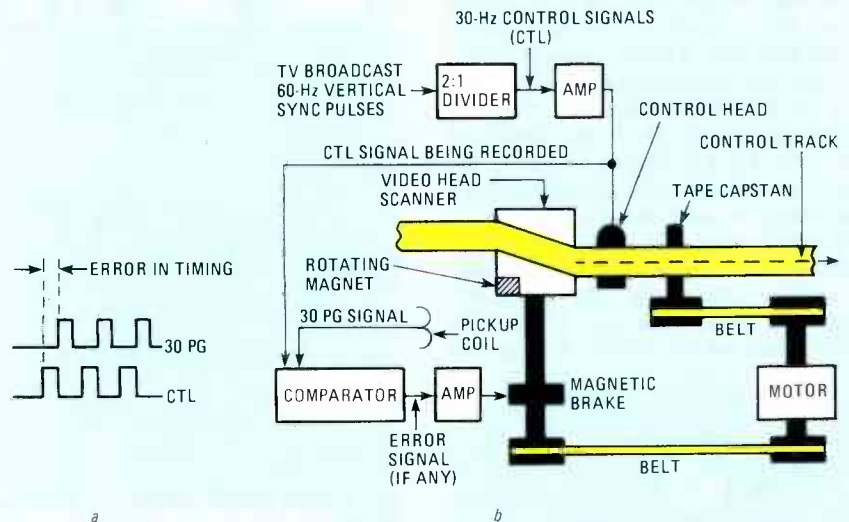 30-Hz CONTROL SIGNALS
(CTL)
TV BROADCAST
60-Hz VERTICAL
SYNC PULSES
2:1
DIVIDER
AMP
CONTROL HEAD
CONTROL TRACK
CTL SIGNAL BEING RECORDED
VIDEO HEAD
SCANNER
TAPE CAPSTAN
ERROR IN TIMING
ROTATING
MAGNET
30 PG
CTL
30 PG SIGNAL
PICKUP
COIL
BELT
COMPARATOR
AMP
MAGNETIC
BRAKE
MOTOR
ERROR
SIGNAL
(IF ANY)
BELT
a
b